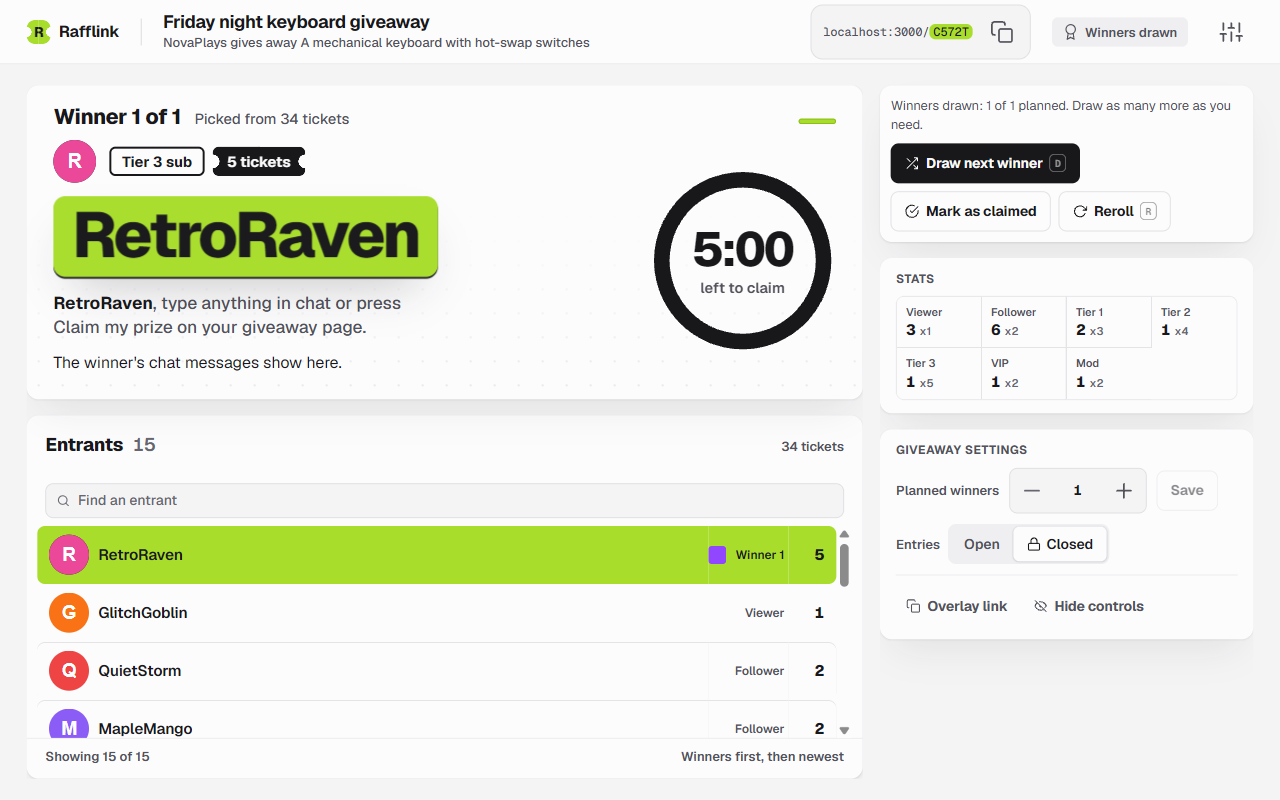 R Rafflink
Friday night keyboard giveaway
NovaPlays gives away A mechanical keyboard with hot-swap switches
localhost:3000/C572T
Winners drawn
Winner 1 of 1 Picked from 34 tickets
R Tier 3 sub 5 tickets
RetroRaven
RetroRaven, type anything in chat or press
Claim my prize on your giveaway page.
The winner's chat messages show here.
5:00
left to claim
Entrants 15
34 tickets
Find an entrant
R RetroRaven Winner 1 5
G GlitchGoblin Viewer 1
Q QuietStorm Follower 2
M MapleMango Follower 2
Showing 15 of 15
Winners first, then newest
Winners drawn: 1 of 1 planned. Draw as many more as you
need.
Draw next winner D
Mark as claimed
Reroll R
STATS
Viewer Follower Tier 1 Tier 2
3 x1 6 x2 2 x3 1 x4
Tier 3 VIP Mod
1 x5 1 x2 1 x2
GIVEAWAY SETTINGS
Planned winners 1 Save
Entries Open Closed
Overlay link Hide controls